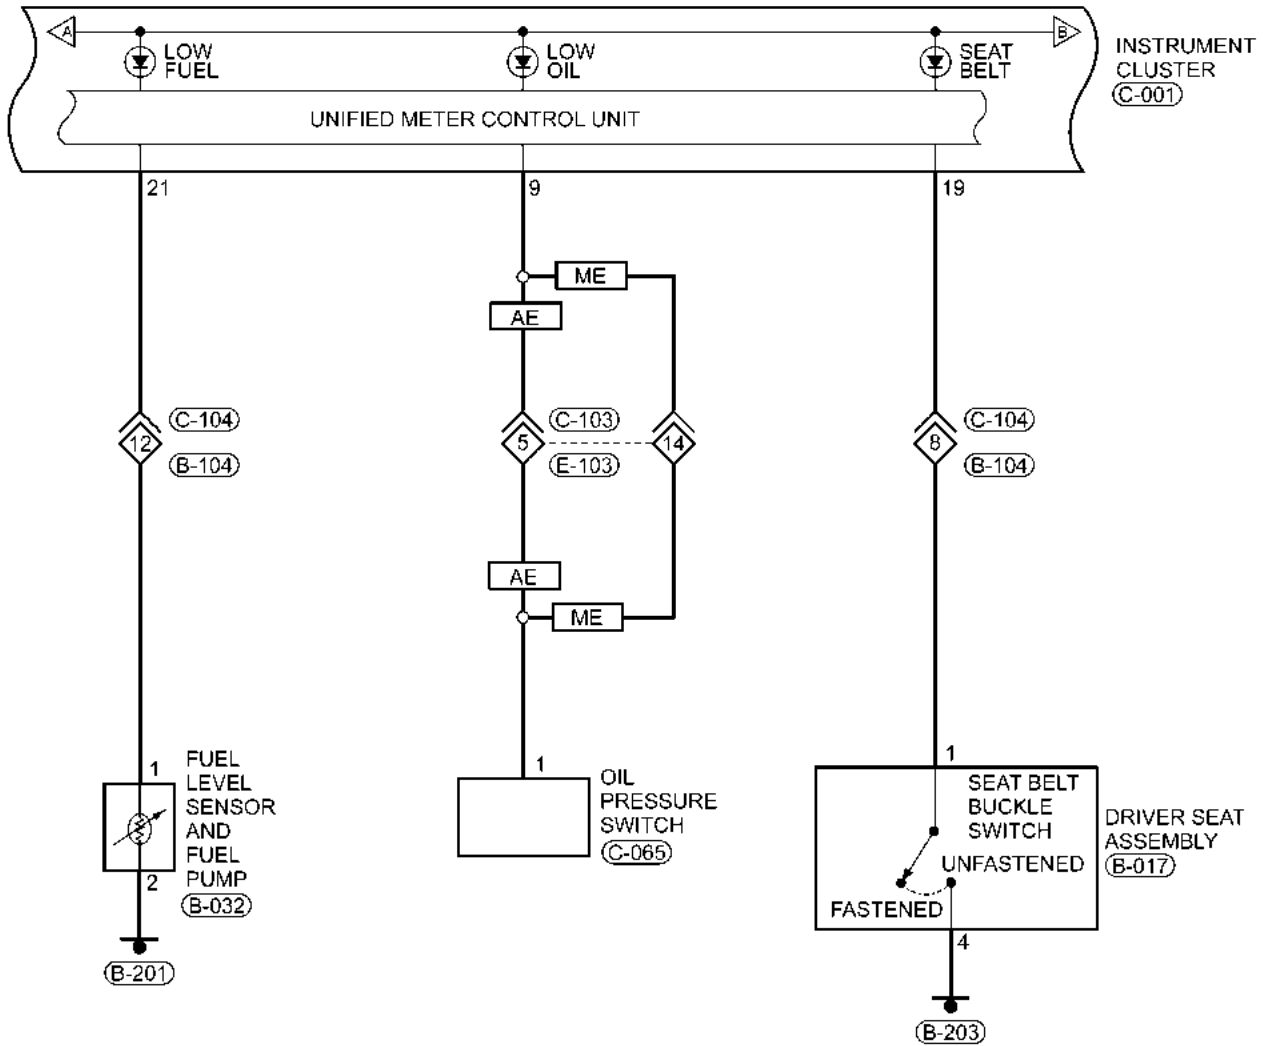 A
B
LOW
FUEL
LOW
OIL
SEAT
BELT
INSTRUMENT
CLUSTER
C-001
UNIFIED METER CONTROL UNIT
21
9
19
ME
AE
C-104
12
B-104
C-103
5
14
E-103
C-104
8
B-104
AE
ME
1
FUEL
LEVEL
SENSOR
AND
FUEL
PUMP
B-032
2
B-201
1
OIL
PRESSURE
SWITCH
C-065
1
SEAT BELT
BUCKLE
SWITCH
UNFASTENED
FASTENED
DRIVER SEAT
ASSEMBLY
B-017
4
B-203